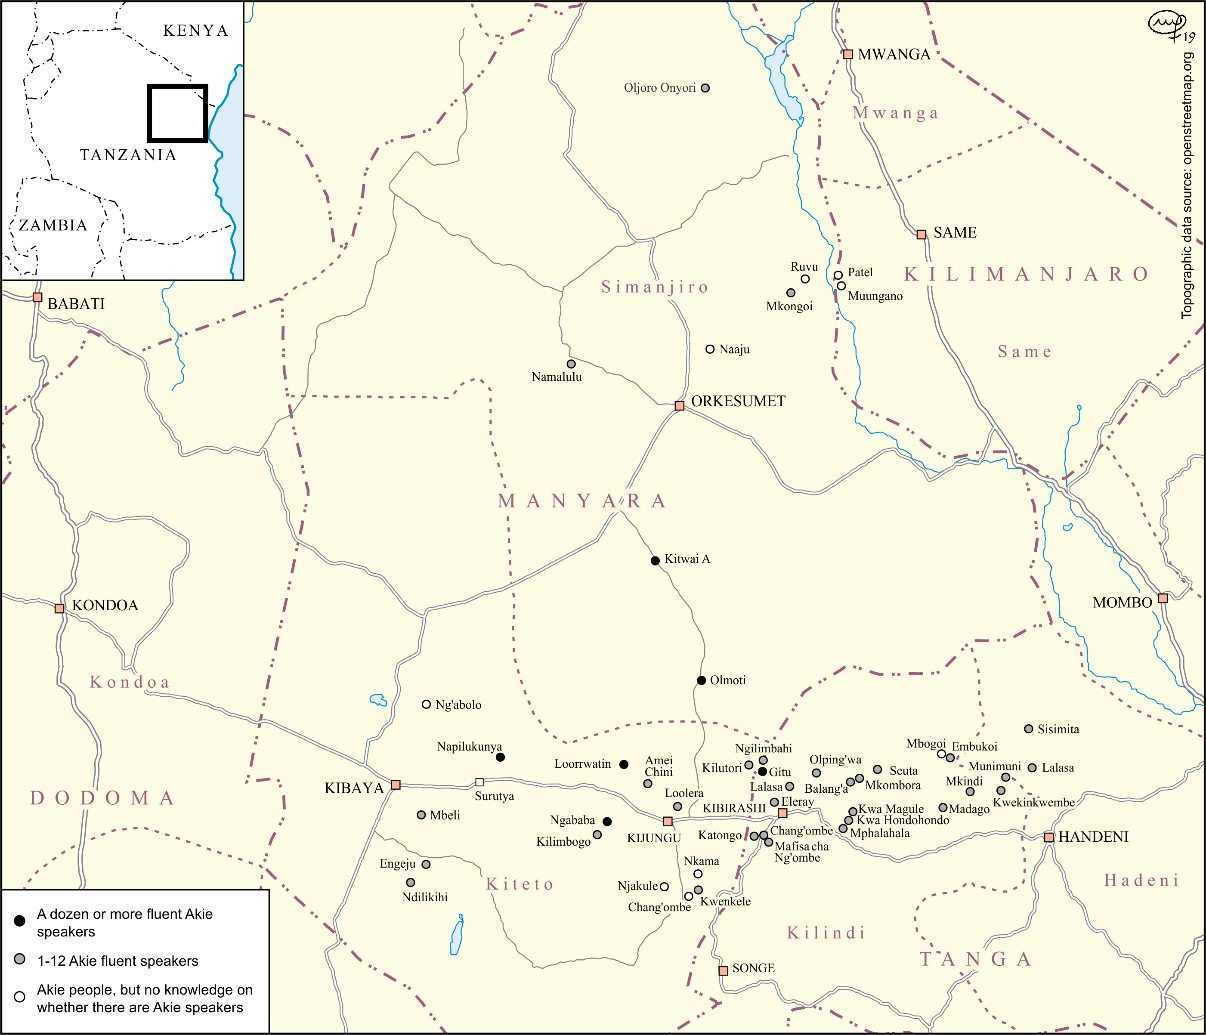 KENYA
TANZANIA
ZAMBIA
19
Topographic data source: openstreetmap.org
MWANGA
Oljoro Onyori
Mwanga
SAME
Ruvu
Patel
KILIMANJARO
Simanjiro
Mkongoi
Muungano
BABATI
Naaju
Same
Namalulu
ORKESUMET
MANYARA
Kitwai A
KONDOA
MOMBO
Kondoa
Olmoti
Ng'abolo
Sisimita
Napilukunya
Ngilimbahi
Mbogoi
Embukoi
Loorrwatin
Amei
Chini
Kilutori
Gitu
Olping'wa
Seuta
Munimuni
Lalasa
KIBAYA
Surutya
Lalasa
Balang'a
Mkombora
Mkindi
DODOMA
Loolera
KIBIRASHI
Eleray
Kwekinkwembe
Mbeli
Kwa Magule
Madago
Ngababa
Kwa Hondohondo
Kilimbogo
KIJUNGU
Katongo
Chang'ombe
Mphalahala
HANDENI
Mafisa cha
Ng'ombe
Engeju
Nkama
Ndilikihi
Kiteto
Njakule
Hadeni
Chang'ombe
Kwenkele
Kilindi
TANGA
SONGE
A dozen or more fluent Akie
speakers
1-12 Akie fluent speakers
Akie people, but no knowledge on
whether there are Akie speakers